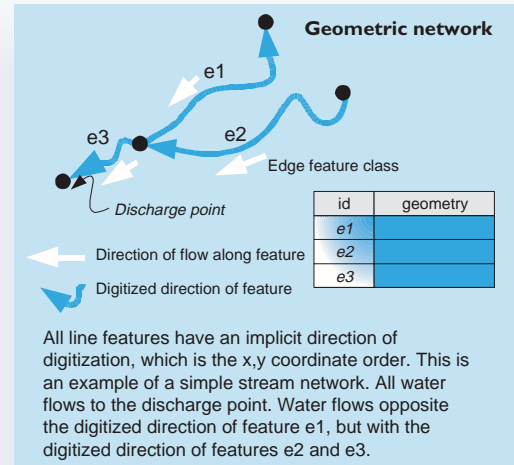 Geometric network
e1
e2
e3
Edge feature class
Discharge point
id geometry
e1
e2
e3
Direction of flow along feature
Digitized direction of feature
All line features have an implicit direction of
digitization, which is the x,y coordinate order. This is
an example of a simple stream network. All water
flows to the discharge point. Water flows opposite
the digitized direction of feature e1, but with the
digitized direction of features e2 and e3.